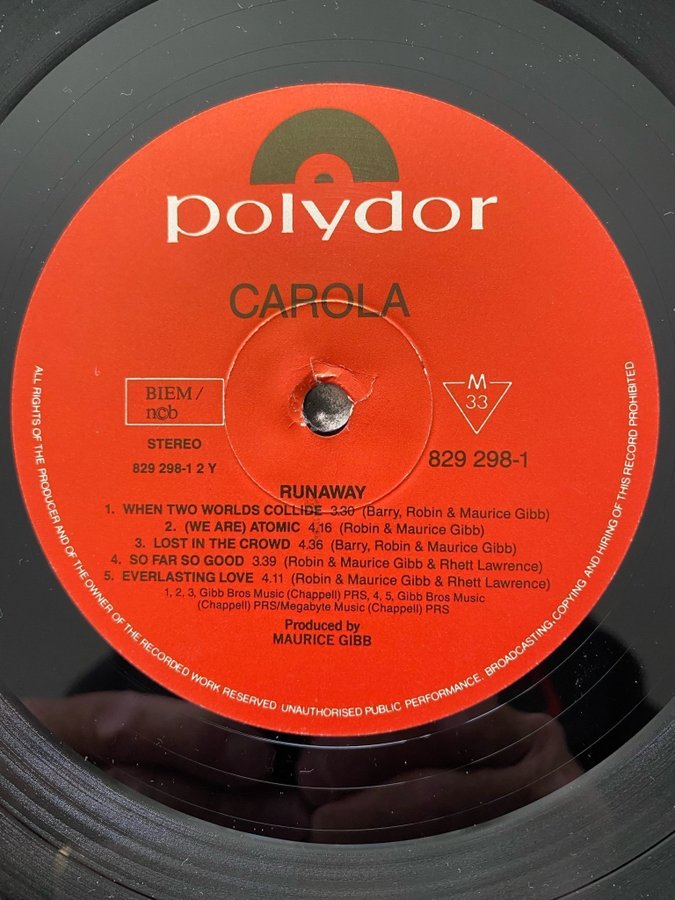 polydor
CAROLA
BIEM/
n©b
STEREO
829 298-1 2 Y
M
33
829 298-1
RUNAWAY
1. WHEN TWO WORLDS COLLIDE 3.30 (Barry, Robin & Maurice Gibb)
2. (WE ARE) ATOMIC 4.16 (Robin & Maurice Gibb)
3. LOST IN THE CROWD 4.36 (Barry, Robin & Maurice Gibb)
4. SO FAR SO GOOD 3.39 (Robin & Maurice Gibb & Rhett Lawrence)
5. EVERLASTING LOVE 4.11 (Robin & Maurice Gibb & Rhett Lawrence)
1, 2, 3, Gibb Bros Music (Chappell) PRS, 4, 5, Gibb Bros Music
(Chappell) PRS/Megabyte Music (Chappell) PRS
Produced by
MAURICE GIBB
ALL RIGHTS OF THE PRODUCER AND OF THE OWNER OF THE RECORDED WORK RESERVED. UNAUTHORISED PUBLIC PERFORMANCE. BROADCASTING, COPYING AND HIRING OF THIS RECORD PROHIBITED